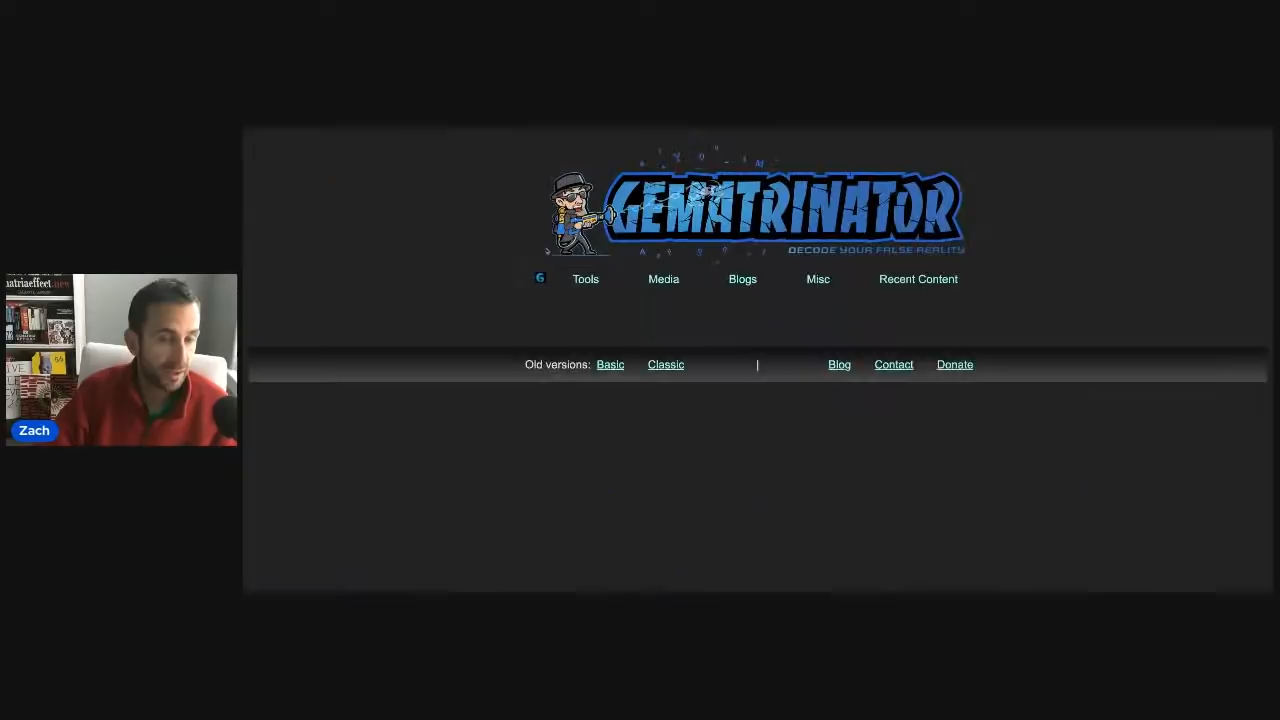 GEMATRINATOR
DECODE YOUR FALSE REALITY
G Tools Media Blogs Misc Recent Content
Old versions: Basic Classic | Blog Contact Donate
Zach